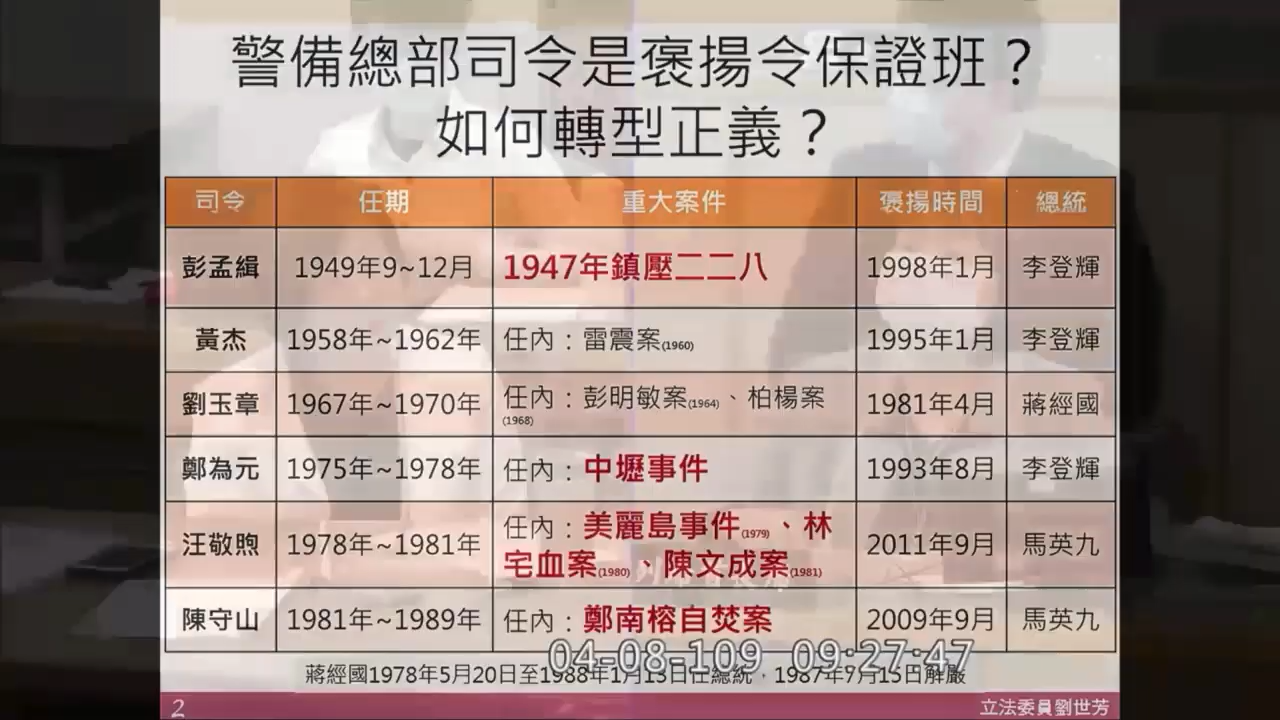 警備總部司令是褒揚令保證班？
如何轉型正義？
司令 任期 重大案件 褒揚時間 總統
彭孟緝 1949年9~12月 1947年鎮壓二二八 1998年1月 李登輝
黃杰 1958年~1962年 任內：雷震案(1960) 1995年1月 李登輝
劉玉章 1967年~1970年 任內：彭明敏案(1964)、柏楊案
(1968) 1981年4月 蔣經國
鄭為元 1975年~1978年 任內：中壢事件 1993年8月 李登輝
汪敬煦 1978年~1981年 任內：美麗島事件(1979)、林
宅血案(1980)、陳文成案(1981) 2011年9月 馬英九
陳守山 1981年~1989年 任內：鄭南榕自焚案 2009年9月 馬英九
04-08-109 09:27:47
蔣經國1978年5月20日至1988年1月13日任總統，1987年7月15日解嚴
2 立法委員劉世芳